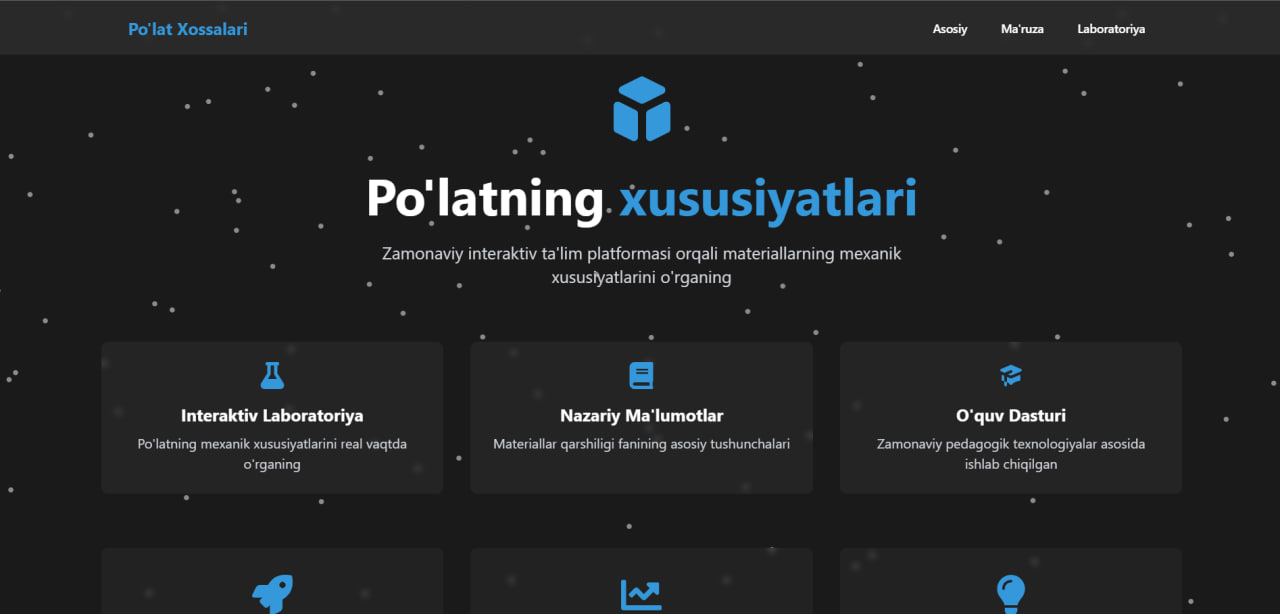 Po'lat Xossalari
Asosiy
Ma'ruza
Laboratoriya
Po'latning xususiyatlari
Zamonaviy interaktiv ta'lim platformasi orqali materiallarning mexanik
xususiyatlarini o'rganing
Interaktiv Laboratoriya
Po'latning mexanik xususiyatlarini real vaqtda
o'rganing
Nazariy Ma'lumotlar
Materiallar qarshiligi fanining asosiy tushunchalari
O'quv Dasturi
Zamonaviy pedagogik texnologiyalar asosida
ishlab chiqilgan